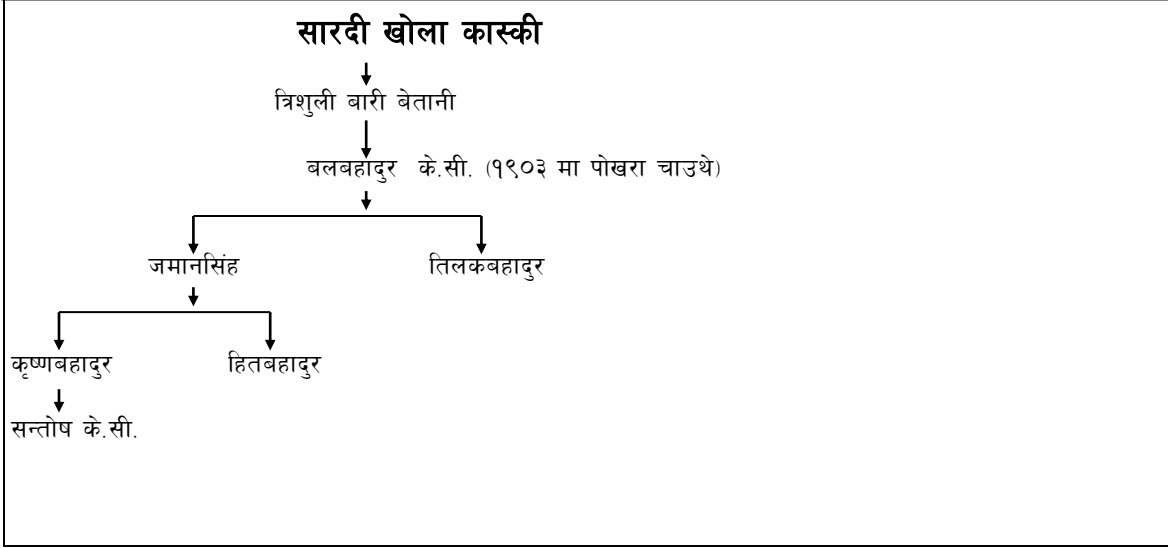 सारदी खोला कास्की
त्रिशुली बारी बेतानी
बलबहादुर के.सी. (१९०३ मा पोखरा चाउथे)
जमानसिंह तिलकबहादुर
कृष्णबहादुर हितबहादुर
सन्तोष के.सी.